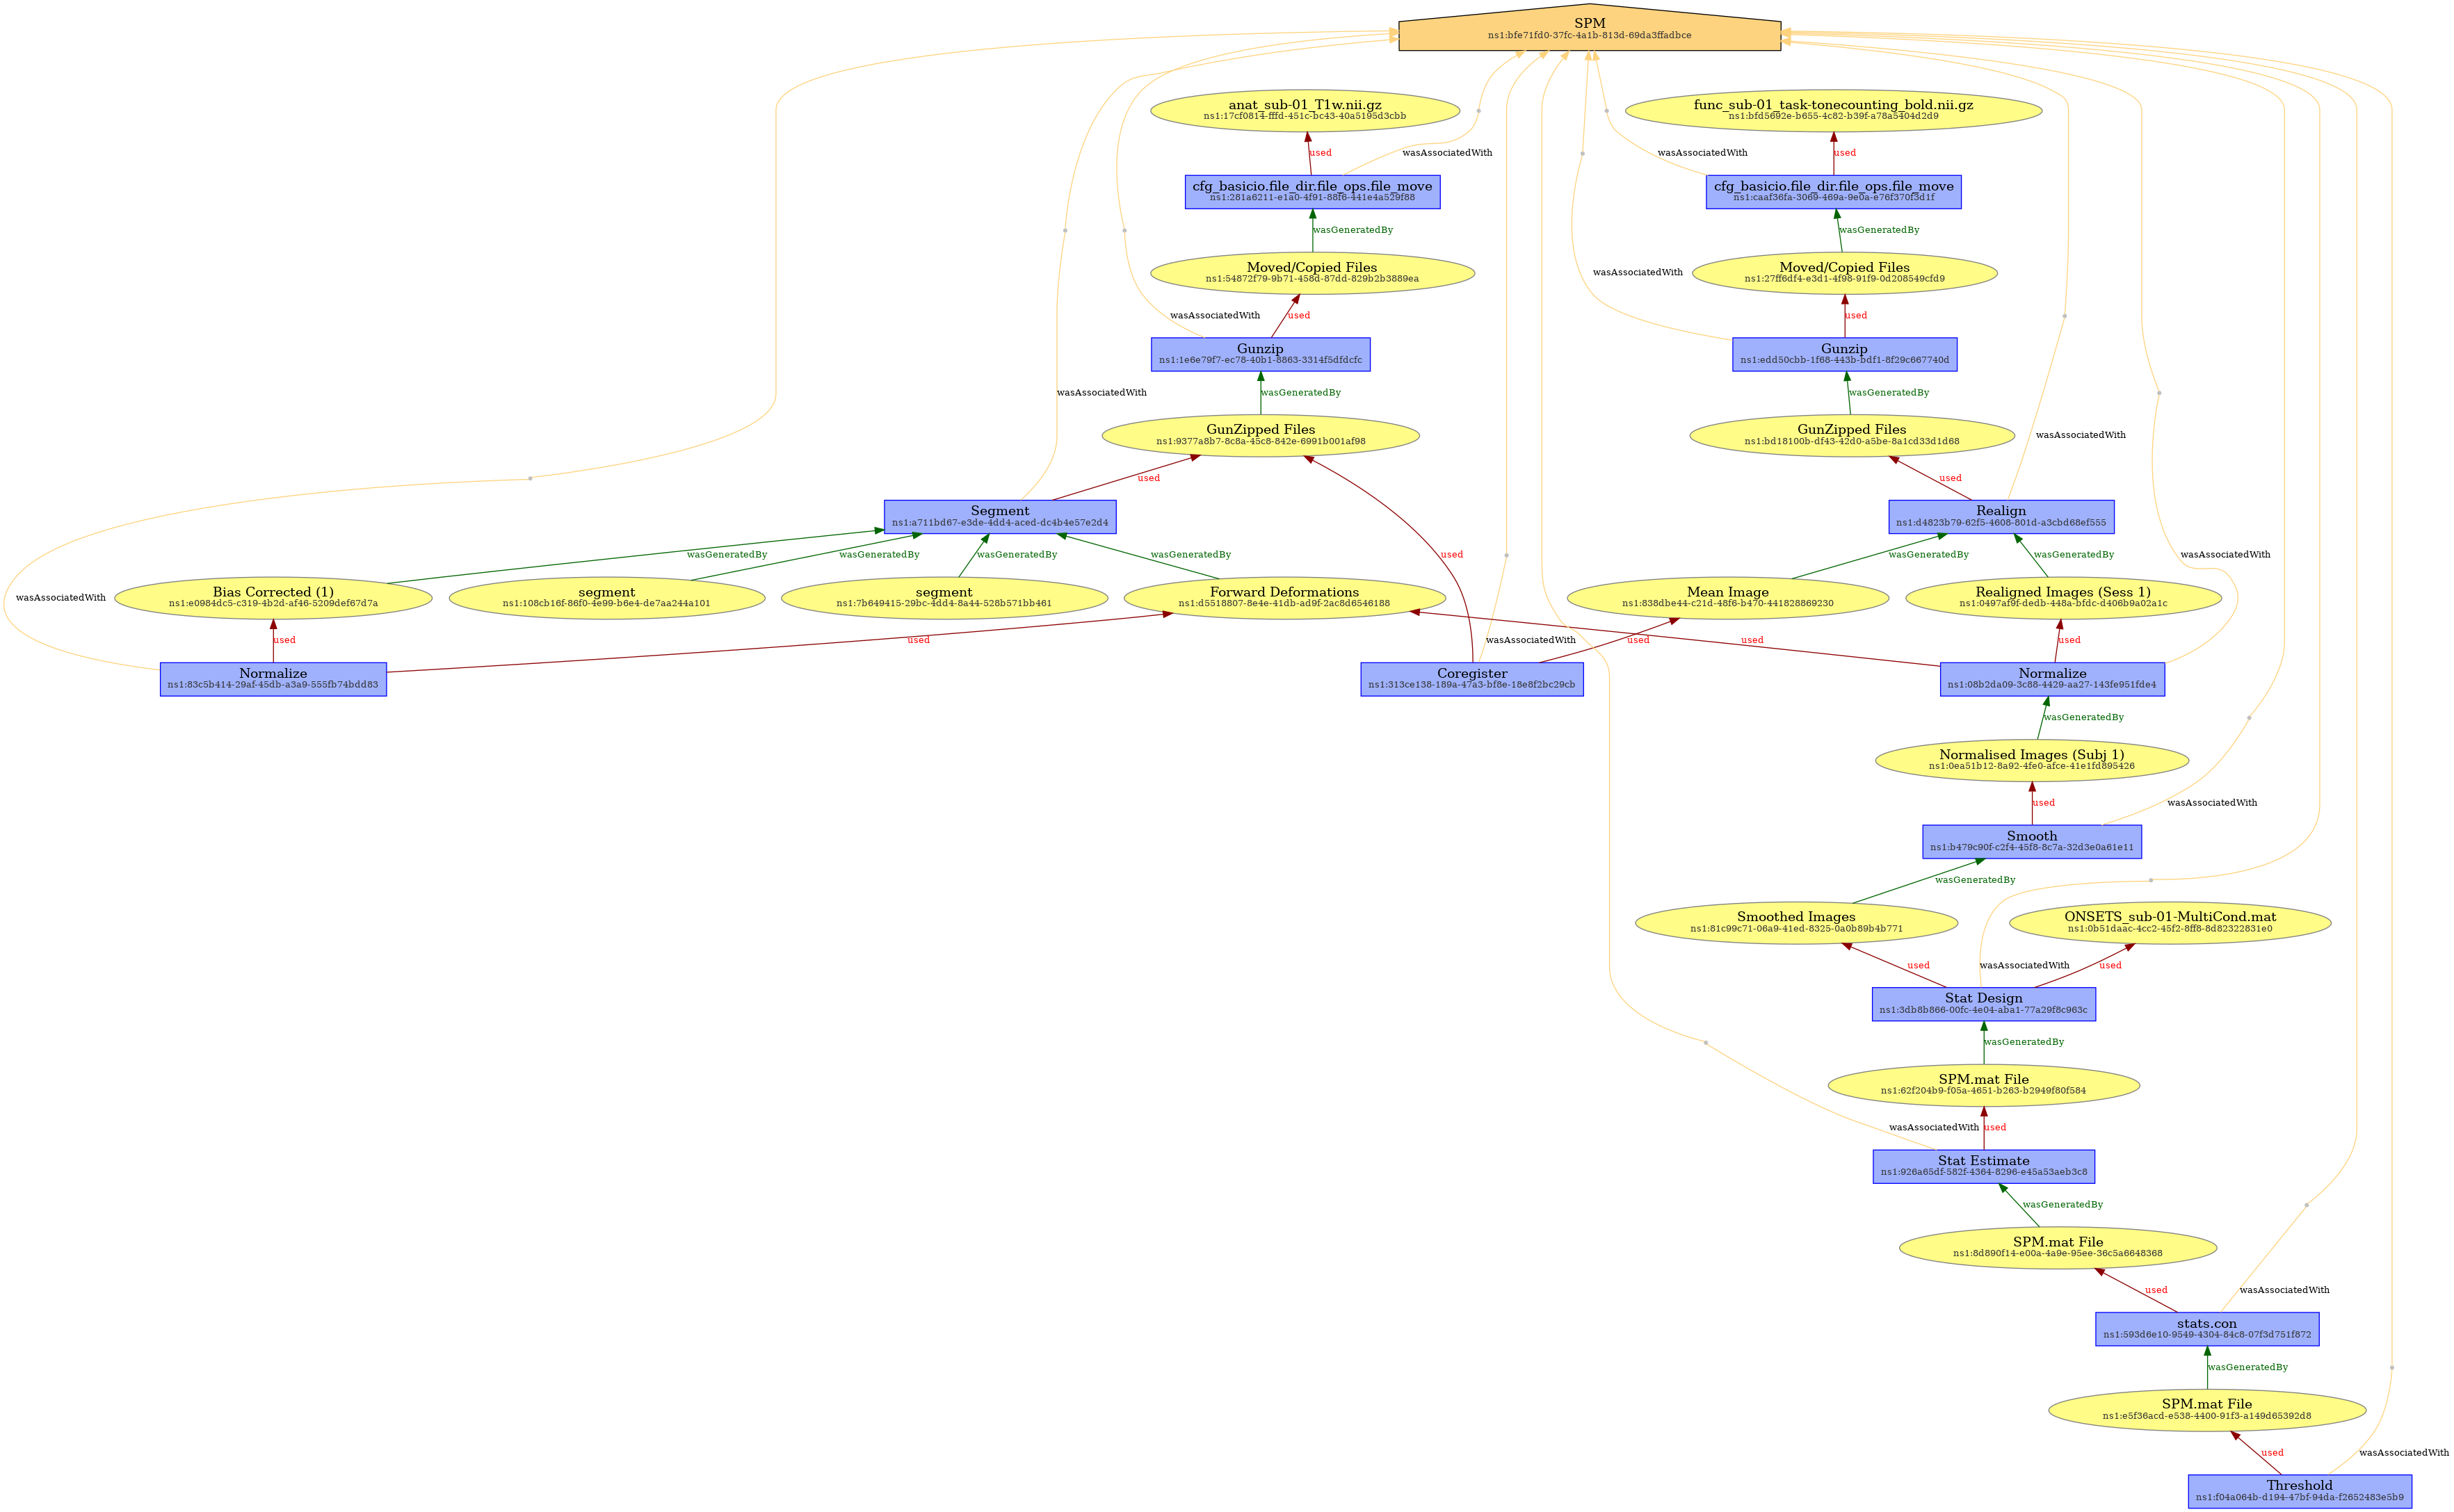 SPM
ns1:bfe71fd0-37fc-4a1b-813d-69da3ffadbce
anat_sub-01_T1w.nii.gz
ns1:17cf0814-fffd-451c-bc43-40a5195d3cbb
func_sub-01_task-tonecounting_bold.nii.gz
ns1:bfd5692e-b655-4c82-b39f-a78a5404d2d9
used
wasAssociatedWith
wasAssociatedWith
used
cfg_basicio.file_dir.file_ops.file_move
ns1:281a6211-e1a0-4f91-88f6-441e4a529f88
cfg_basicio.file_dir.file_ops.file_move
ns1:caaf36fa-3069-469a-9e0a-e76f370f3d1f
wasGeneratedBy
wasGeneratedBy
Moved/Copied Files
ns1:54872f79-9b71-458d-87dd-829b2b3889ea
wasAssociatedWith
Moved/Copied Files
ns1:27ff6df4-e3d1-4f98-91f9-0d208549cfd9
wasAssociatedWith
used
used
Gunzip
ns1:1e6e79f7-ec78-40b1-8863-3314f5dfdcfc
Gunzip
ns1:edd50cbb-1f68-443b-bdf1-8f29c667740d
wasAssociatedWith
wasGeneratedBy
wasGeneratedBy
GunZipped Files
ns1:9377a8b7-8c8a-45c8-842e-6991b001af98
GunZipped Files
ns1:bd18100b-df43-42d0-a5be-8a1cd33d1d68
wasAssociatedWith
used
used
Segment
ns1:a711bd67-e3de-4dd4-aced-dc4b4e57e2d4
Realign
ns1:d4823b79-62f5-4608-801d-a3cbd68ef555
wasGeneratedBy
wasGeneratedBy
wasGeneratedBy
wasGeneratedBy
used
wasGeneratedBy
wasGeneratedBy
wasAssociatedWith
wasAssociatedWith
Bias Corrected (1)
ns1:e0984dc5-c319-4b2d-af46-5209def67d7a
segment
ns1:108cb16f-86f0-4e99-b6e4-de7aa244a101
segment
ns1:7b649415-29bc-4dd4-8a44-528b571bb461
Forward Deformations
ns1:d5518807-8e4e-41db-ad9f-2ac8d6546188
Mean Image
ns1:838dbe44-c21d-48f6-b470-441828869230
Realigned Images (Sess 1)
ns1:0497af9f-dedb-448a-bfdc-d406b9a02a1c
used
used
wasAssociatedWith
used
used
used
Normalize
ns1:83c5b414-29af-45db-a3a9-555fb74bdd83
Coregister
ns1:313ce138-189a-47a3-bf8e-18e8f2bc29cb
Normalize
ns1:08b2da09-3c88-4429-aa27-143fe951fde4
wasGeneratedBy
Normalised Images (Subj 1)
ns1:0ea51b12-8a92-4fe0-afce-41e1fd895426
used
wasAssociatedWith
Smooth
ns1:b479c90f-c2f4-45f8-8c7a-32d3e0a61e11
wasGeneratedBy
Smoothed Images
ns1:81c99c71-06a9-41ed-8325-0a0b89b4b771
ONSETS_sub-01-MultiCond.mat
ns1:0b51daac-4cc2-45f2-8ff8-8d82322831e0
used
wasAssociatedWith
used
Stat Design
ns1:3db8b866-00fc-4e04-aba1-77a29f8c963c
wasGeneratedBy
SPM.mat File
ns1:62f204b9-f05a-4651-b263-b2949f80f584
wasAssociatedWith
used
Stat Estimate
ns1:926a65df-582f-4364-8296-e45a53aeb3c8
wasGeneratedBy
SPM.mat File
ns1:8d890f14-e00a-4a9e-95ee-36c5a6648368
used
wasAssociatedWith
stats.con
ns1:593d6e10-9549-4304-84c8-07f3d751f872
wasGeneratedBy
SPM.mat File
ns1:e5f36acd-e538-4400-91f3-a149d65392d8
used
wasAssociatedWith
Threshold
ns1:f04a064b-d194-47bf-94da-f2652483e5b9